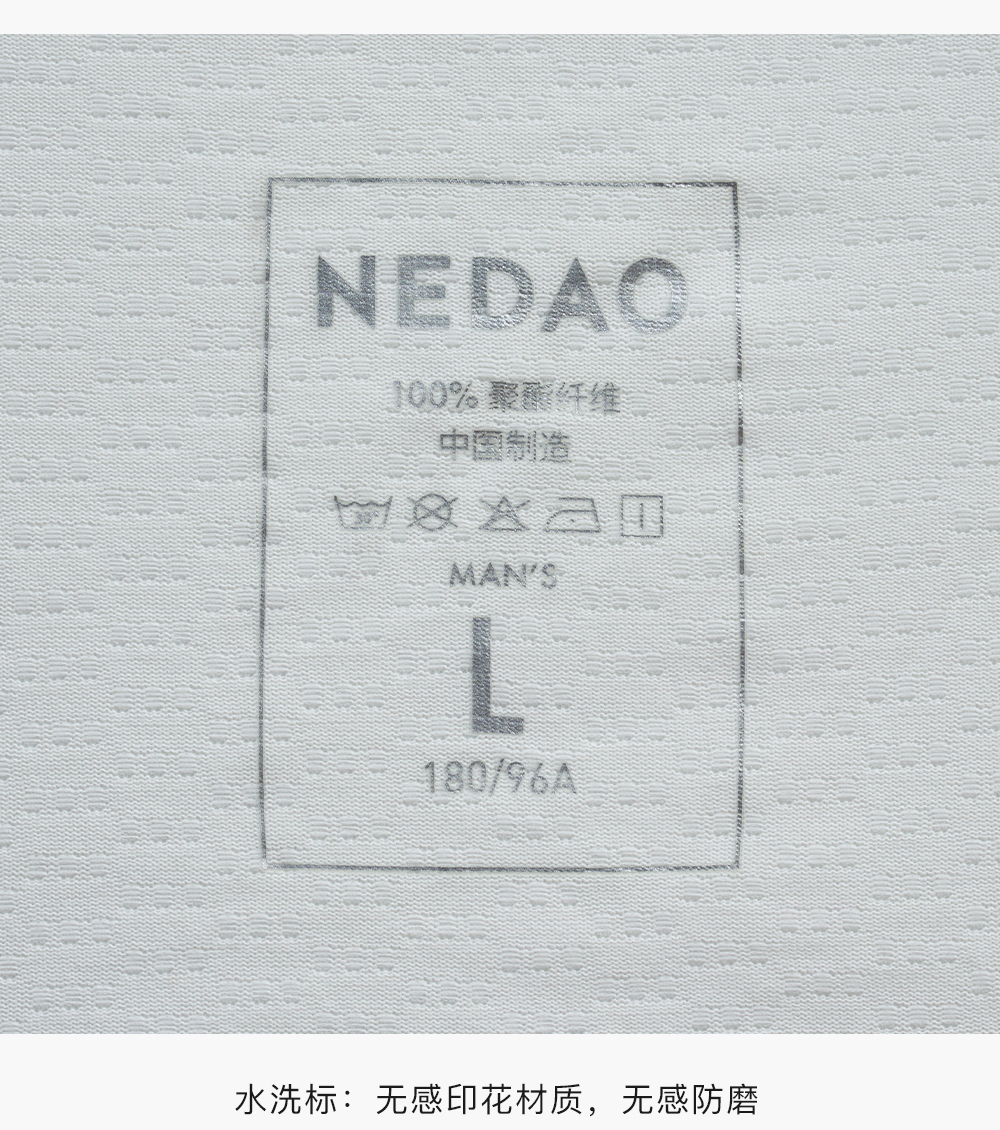 NEDAO
100% 聚酯纤维
中国制造
30°
MAN'S
L
180/96A
水洗标：无感印花材质，无感防磨